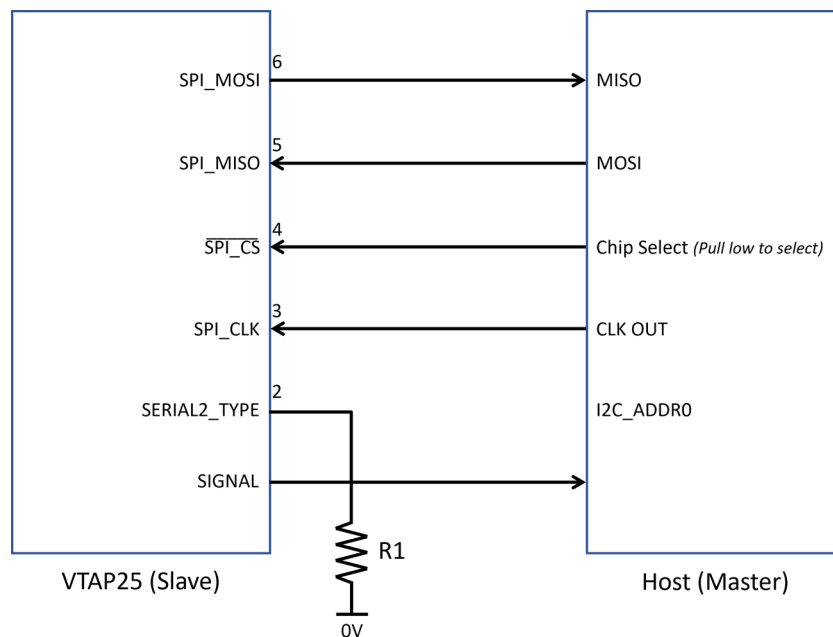 6
SPI_MOSI MISO
5
SPI_MISO MOSI
4
SPI_CS Chip Select (Pull low to select)
3
SPI_CLK CLK OUT
2
SERIAL2_TYPE I2C_ADDR0
SIGNAL
R1
VTAP25 (Slave) Host (Master)
0V